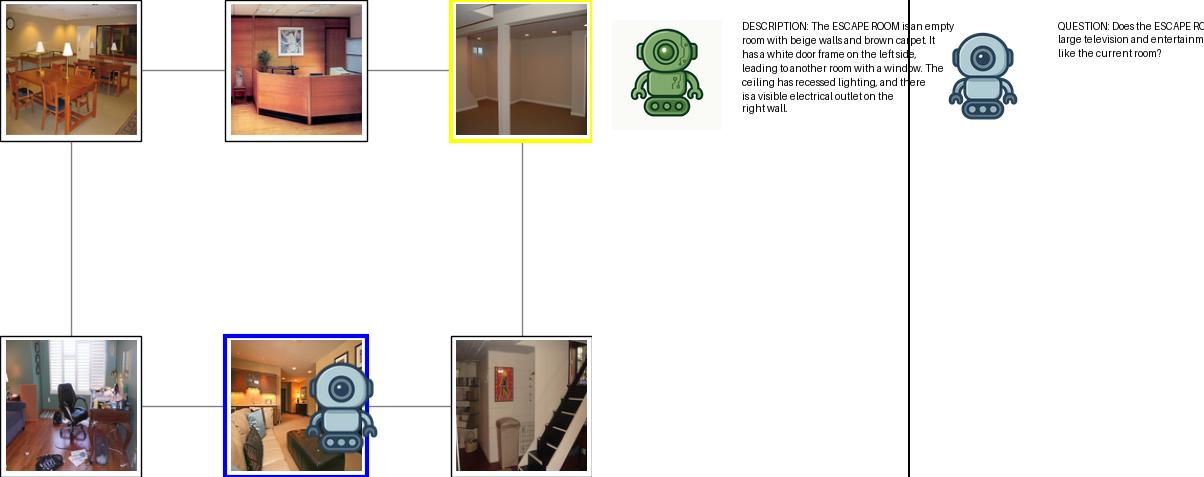 DESCRIPTION: The ESCAPE ROOM is an empty
room with beige walls and brown carpet. It
has a white door frame on the left side,
leading to another room with a window. The
ceiling has recessed lighting, and there
is a visible electrical outlet on the
right wall.
QUESTION: Does the ESCAPE RO
large television and entertainm
like the current room?